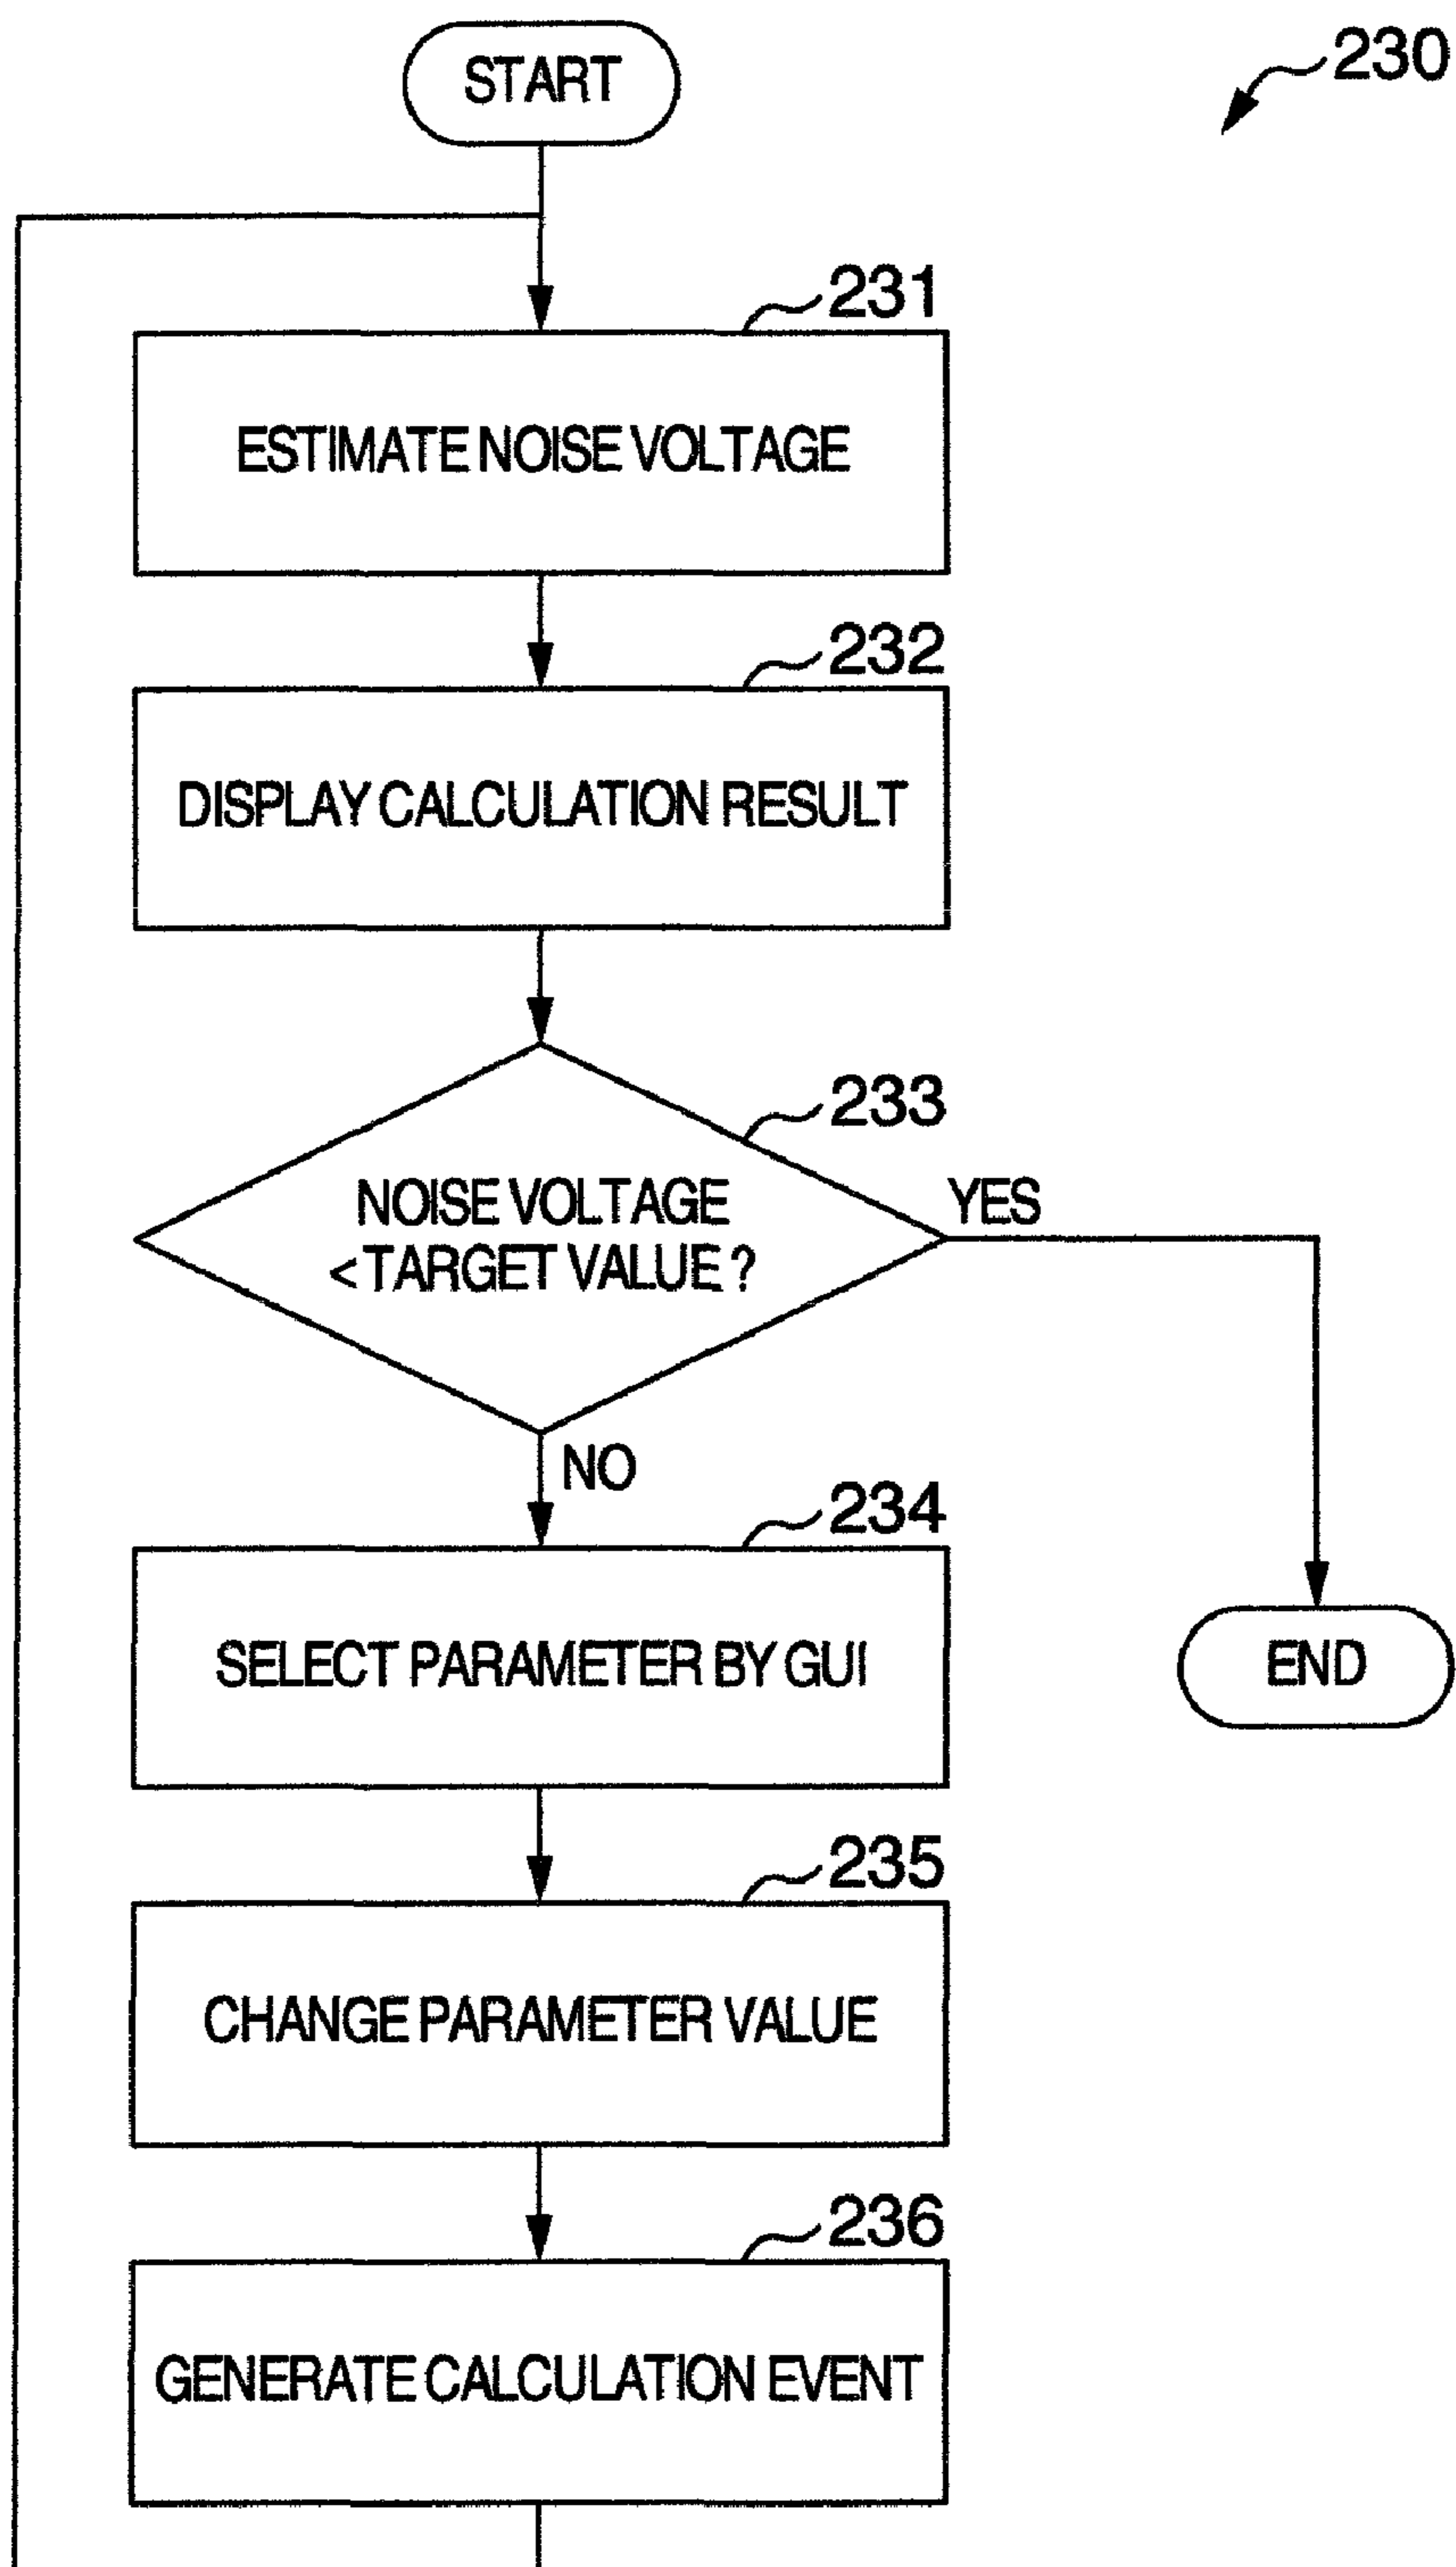 START
230
231
ESTIMATE NOISE VOLTAGE
232
DISPLAY CALCULATION RESULT
233
NOISE VOLTAGE
< TARGET VALUE ?
YES
NO
234
SELECT PARAMETER BY GUI
END
235
CHANGE PARAMETER VALUE
236
GENERATE CALCULATION EVENT